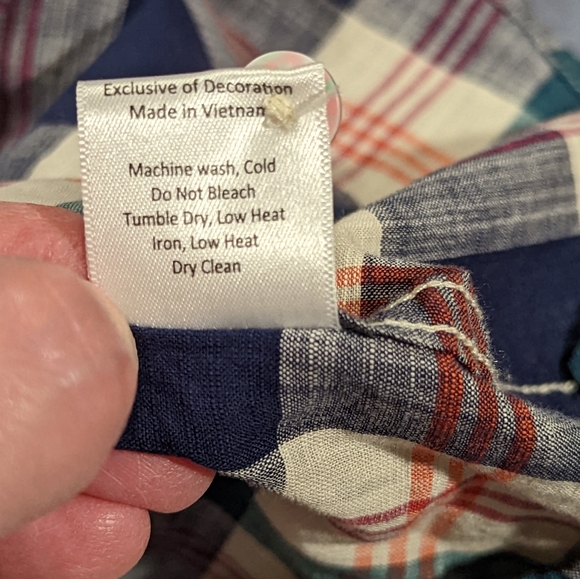 Exclusive of Decoration
Made in Vietnam
Machine wash, Cold
Do Not Bleach
Tumble Dry, Low Heat
Iron, Low Heat
Dry Clean